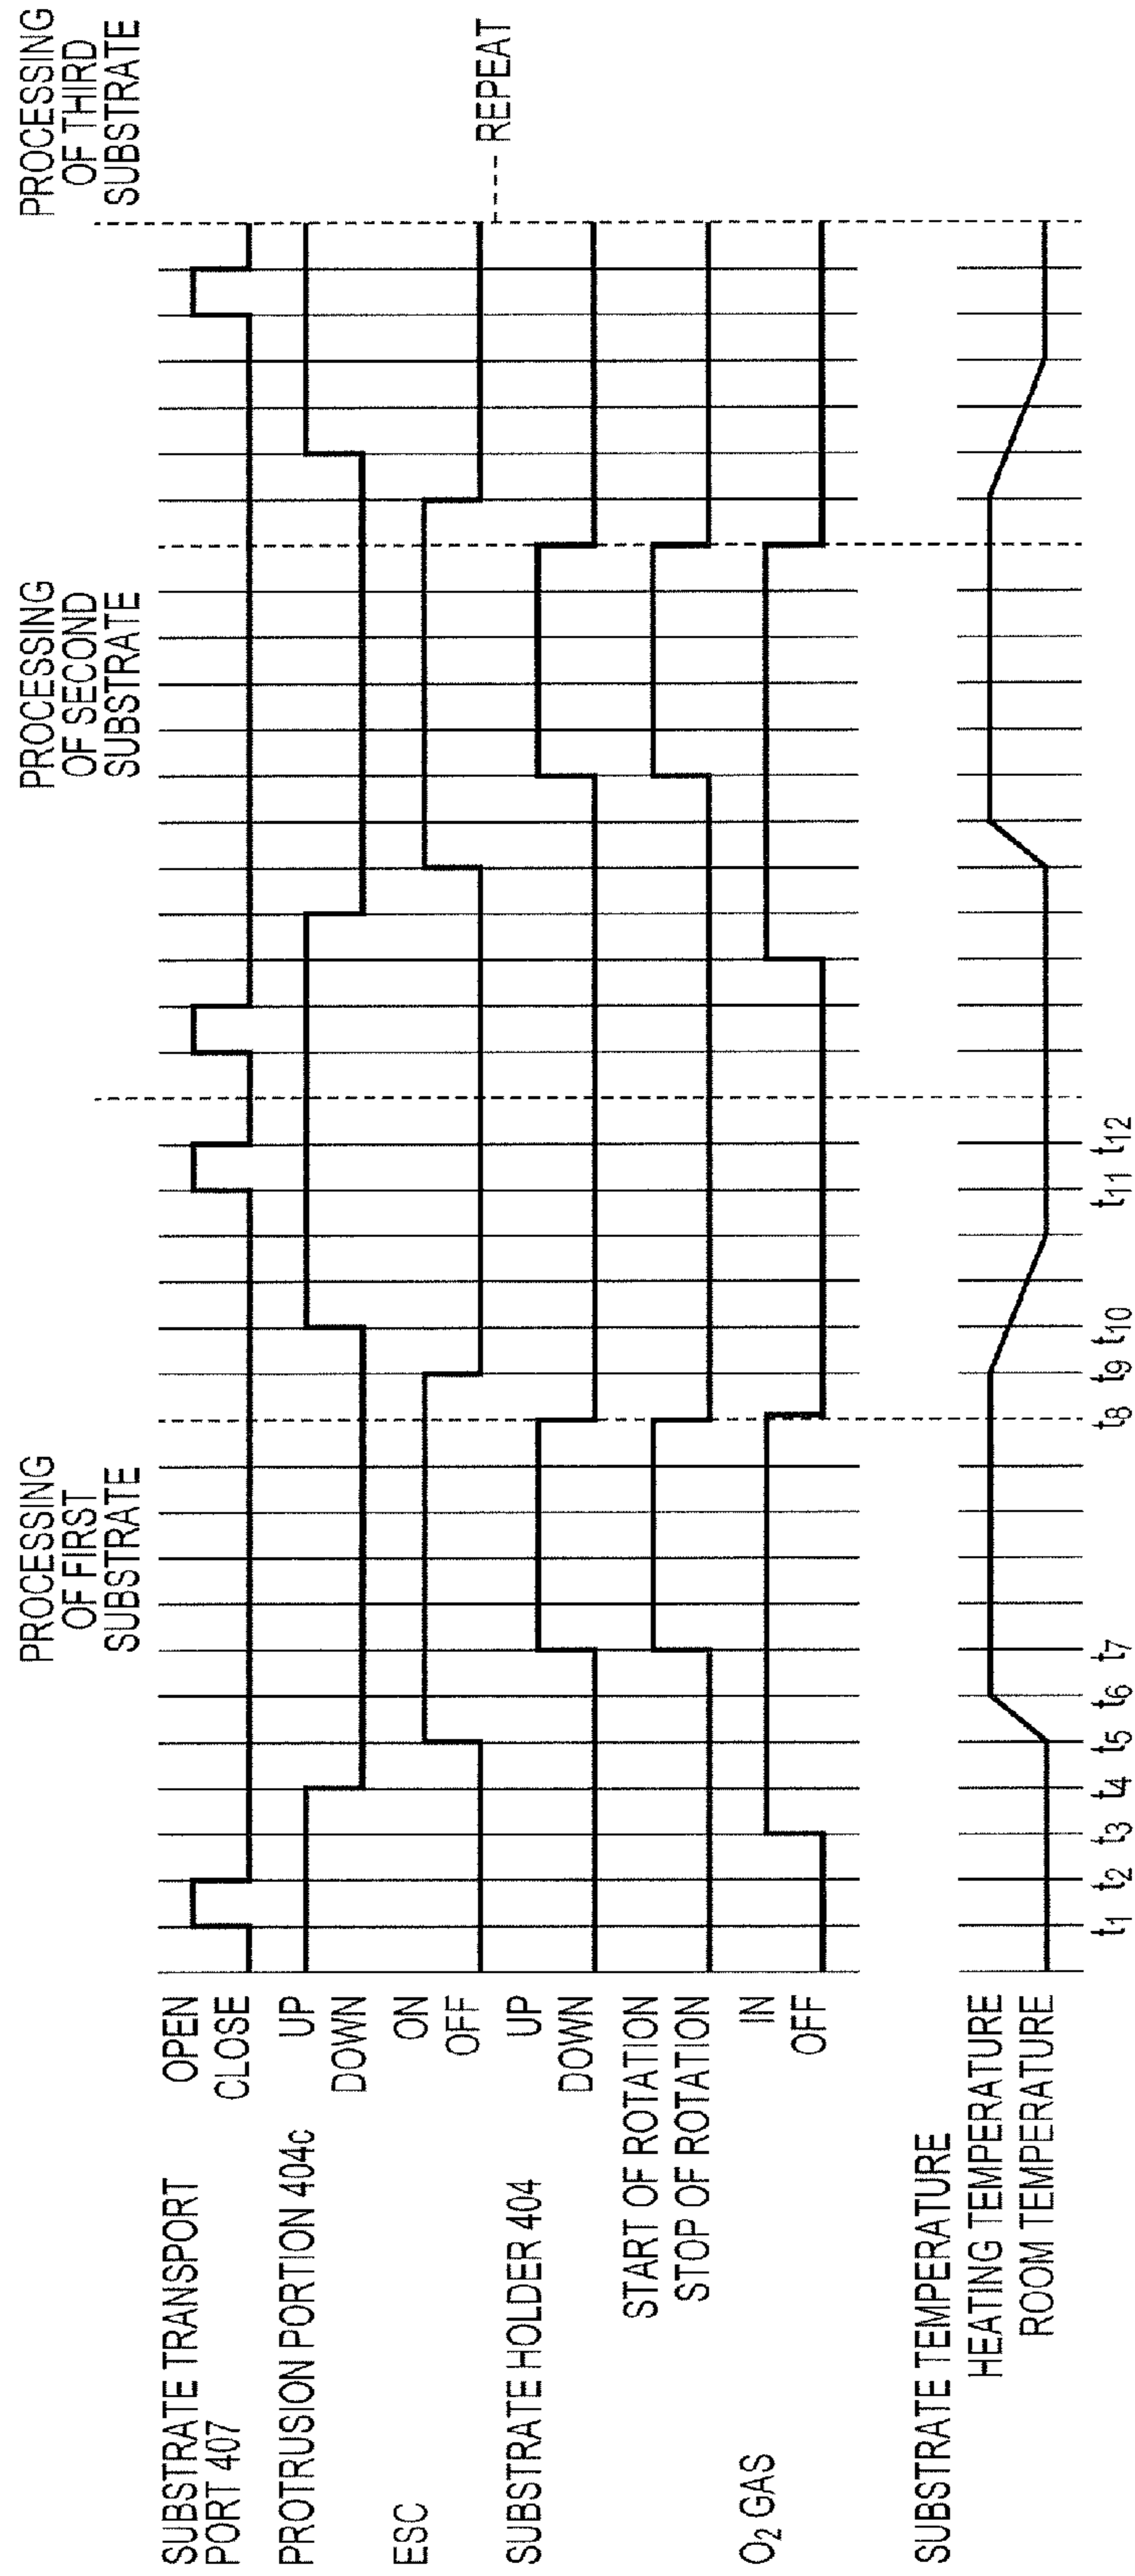 PROCESSING
OF FIRST
SUBSTRATE
PROCESSING
OF SECOND
SUBSTRATE
PROCESSING
OF THIRD
SUBSTRATE
SUBSTRATE TRANSPORT
PORT 407
OPEN
CLOSE
PROTRUSION PORTION 404c
UP
DOWN
ESC
ON
OFF
REPEAT
SUBSTRATE HOLDER 404
UP
DOWN
START OF ROTATION
STOP OF ROTATION
O2 GAS
IN
OFF
SUBSTRATE TEMPERATURE
HEATING TEMPERATURE
ROOM TEMPERATURE
t1 t2 t3 t4 t5 t6 t7 t8 t9 t10 t11 t12